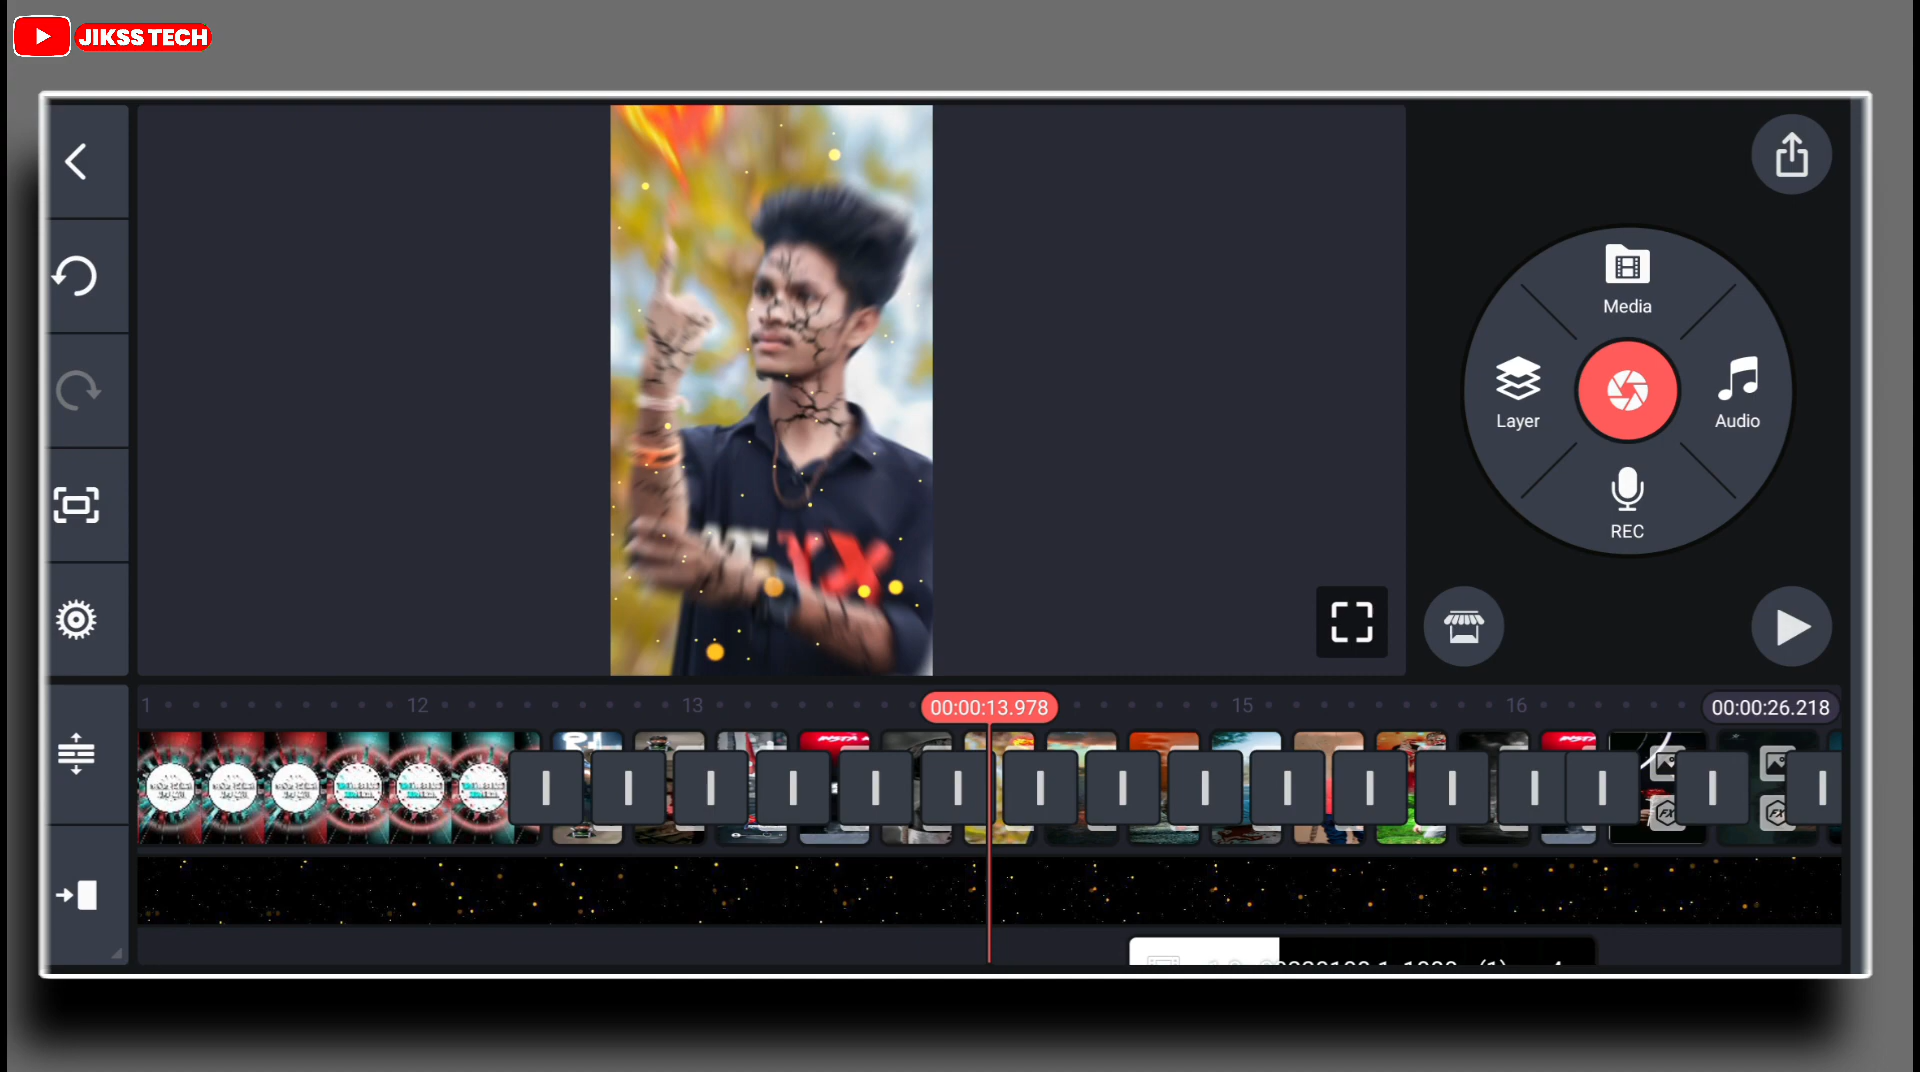 JIKSS TECH
Media
Layer
Audio
REC
1
12
13
00:00:13.978
15
16
00:00:26.218